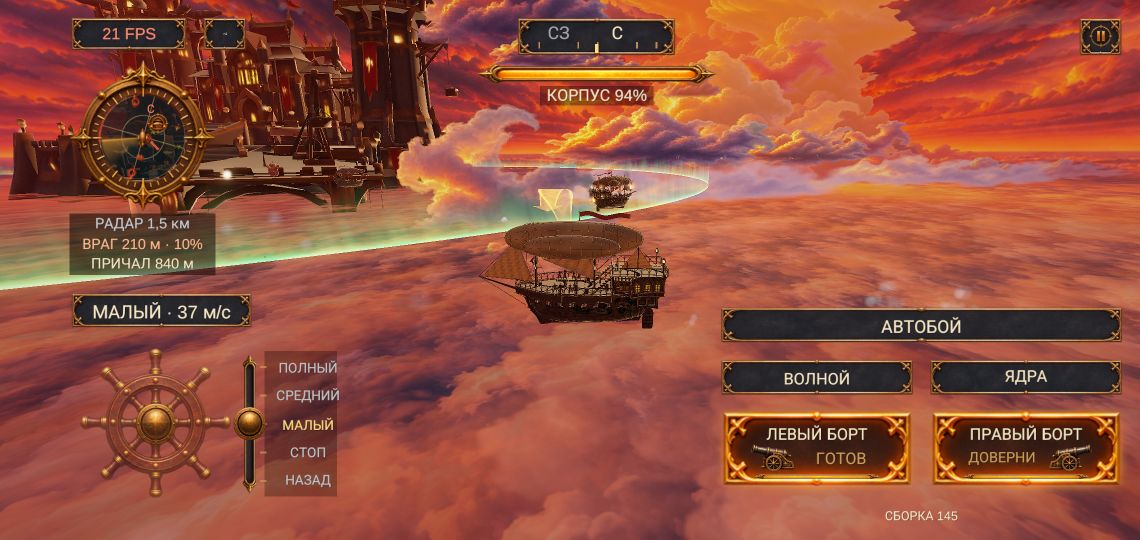 21 FPS
СЗ
С
КОРПУС 94%
С
РАДАР 1,5 км
ВРАГ 210 м · 10%
ПРИЧАЛ 840 м
МАЛЫЙ · 37 м/с
ПОЛНЫЙ
СРЕДНИЙ
МАЛЫЙ
СТОП
НАЗАД
АВТОБОЙ
ВОЛНОЙ
ЯДРА
ЛЕВЫЙ БОРТ
ГОТОВ
ПРАВЫЙ БОРТ
ДОВЕРНИ
СБОРКА 145